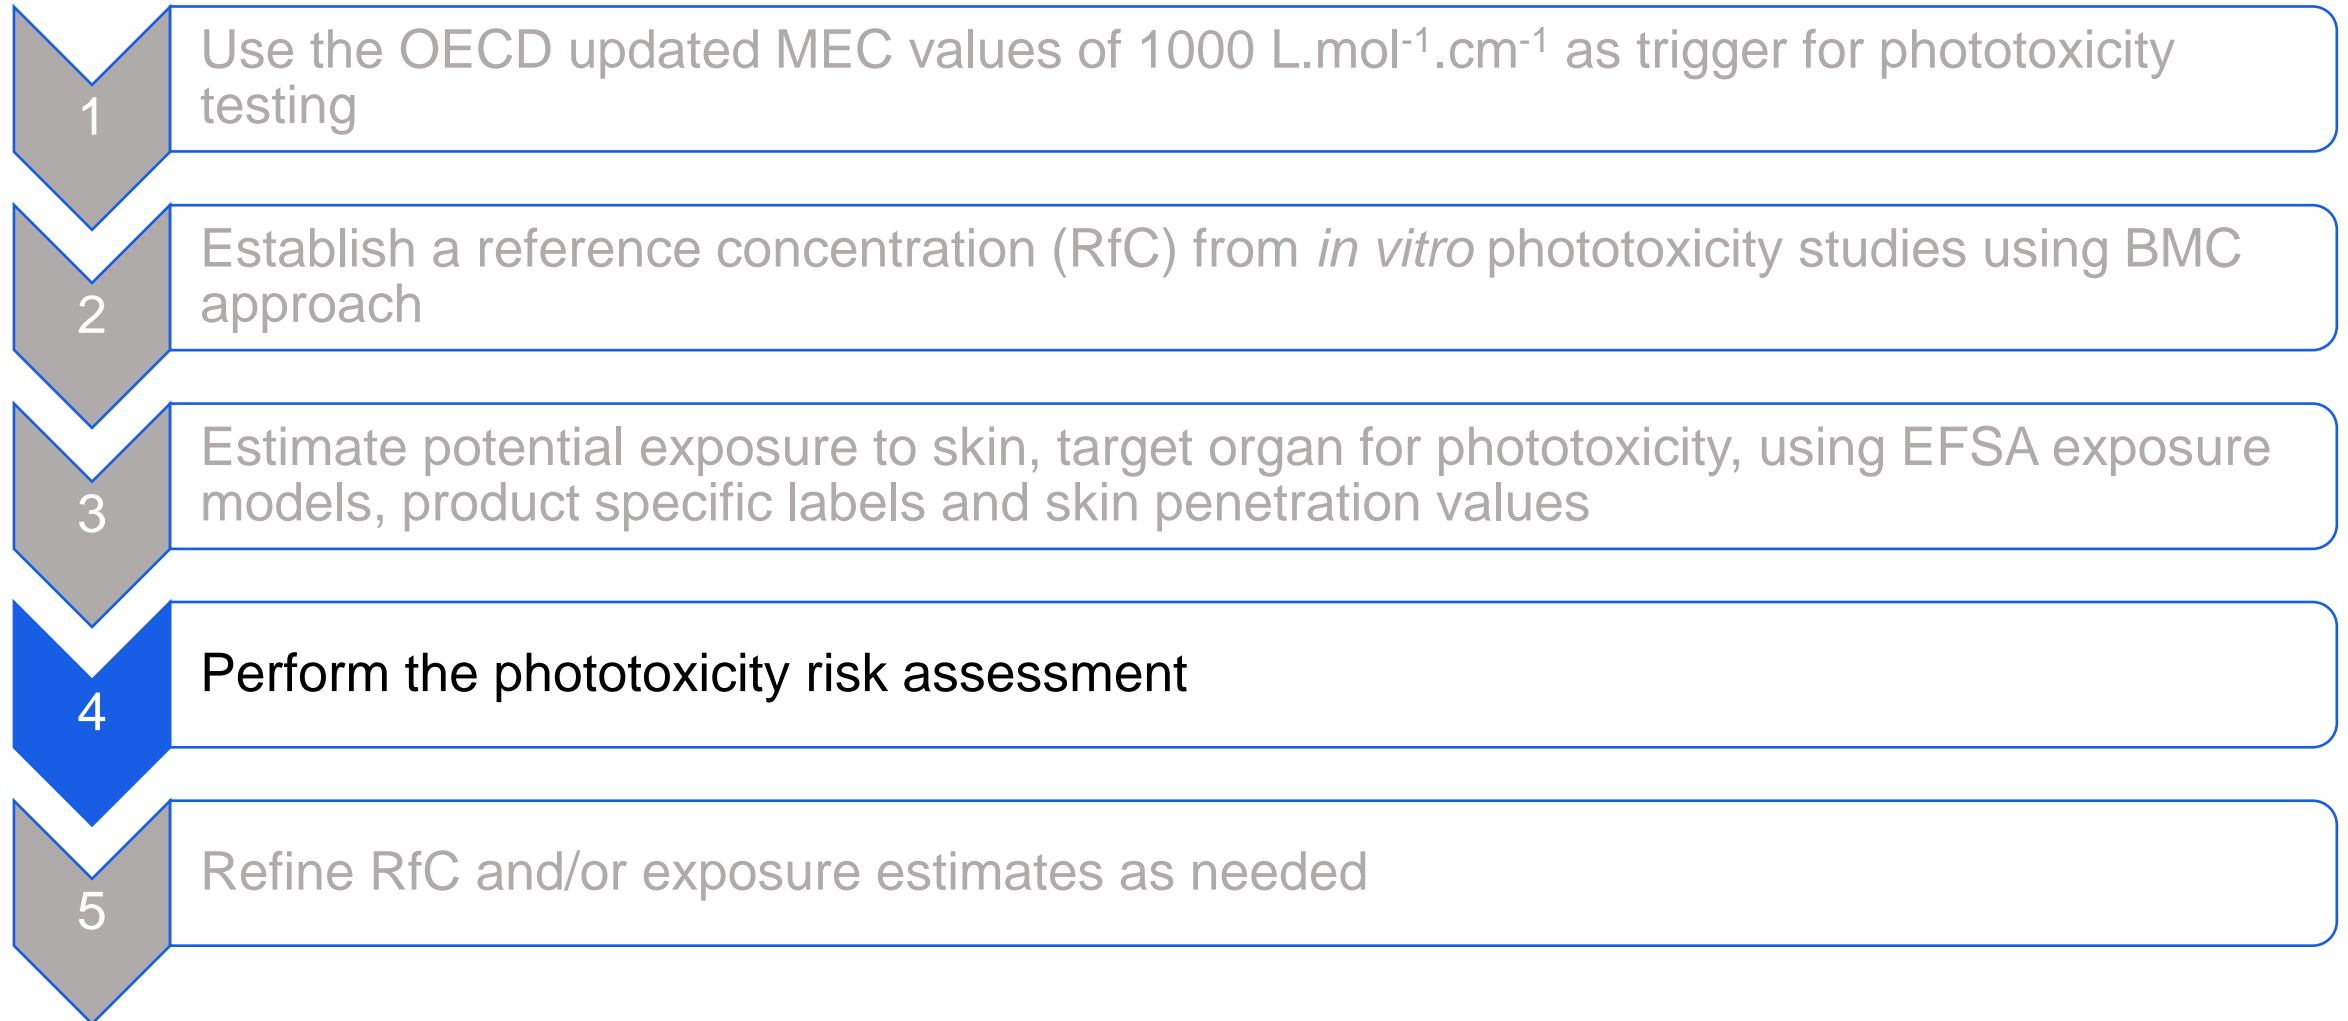 1
Use the OECD updated MEC values of 1000 L.mol⁻¹.cm⁻¹ as trigger for phototoxicity
testing
2
Establish a reference concentration (RfC) from in vitro phototoxicity studies using BMC
approach
3
Estimate potential exposure to skin, target organ for phototoxicity, using EFSA exposure
models, product specific labels and skin penetration values
4
Perform the phototoxicity risk assessment
5
Refine RfC and/or exposure estimates as needed